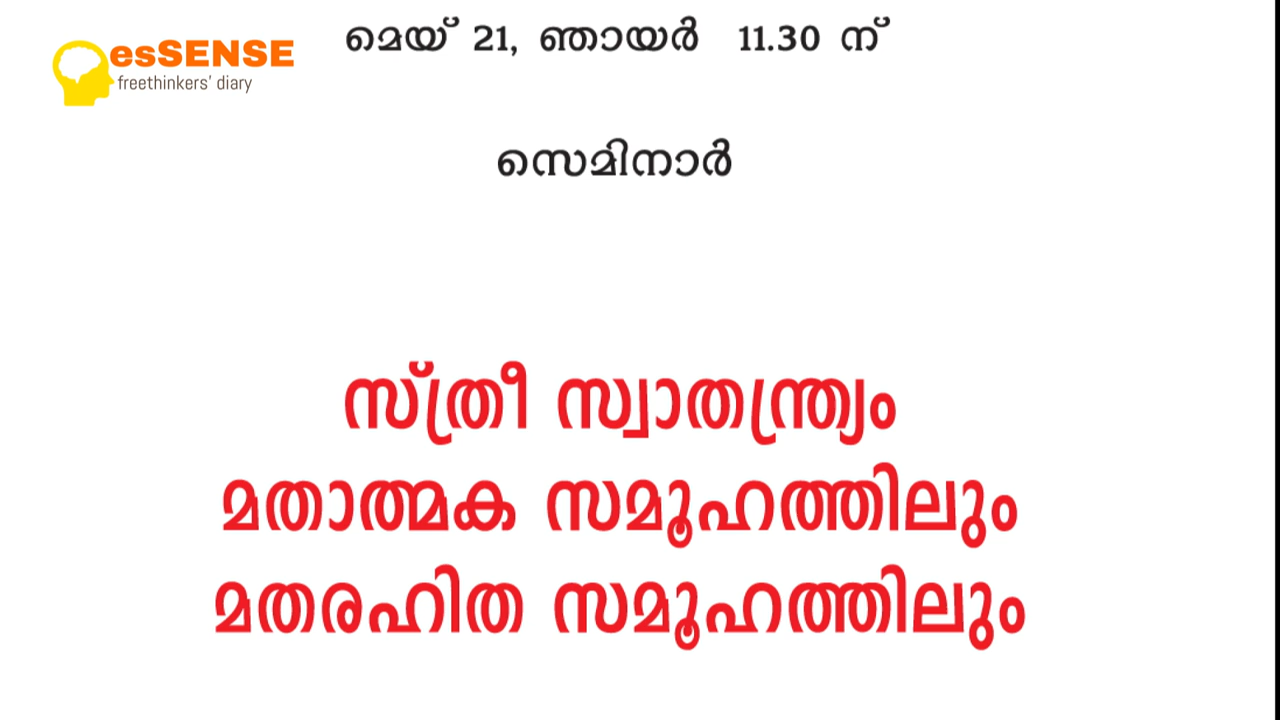 മെയ് 21, ഞായർ 11.30 ന്
esSENSE
freethinkers' diary
സെമിനാർ
സ്ത്രീ സ്വാതന്ത്ര്യം
മതാത്മക സമൂഹത്തിലും
മതരഹിത സമൂഹത്തിലും